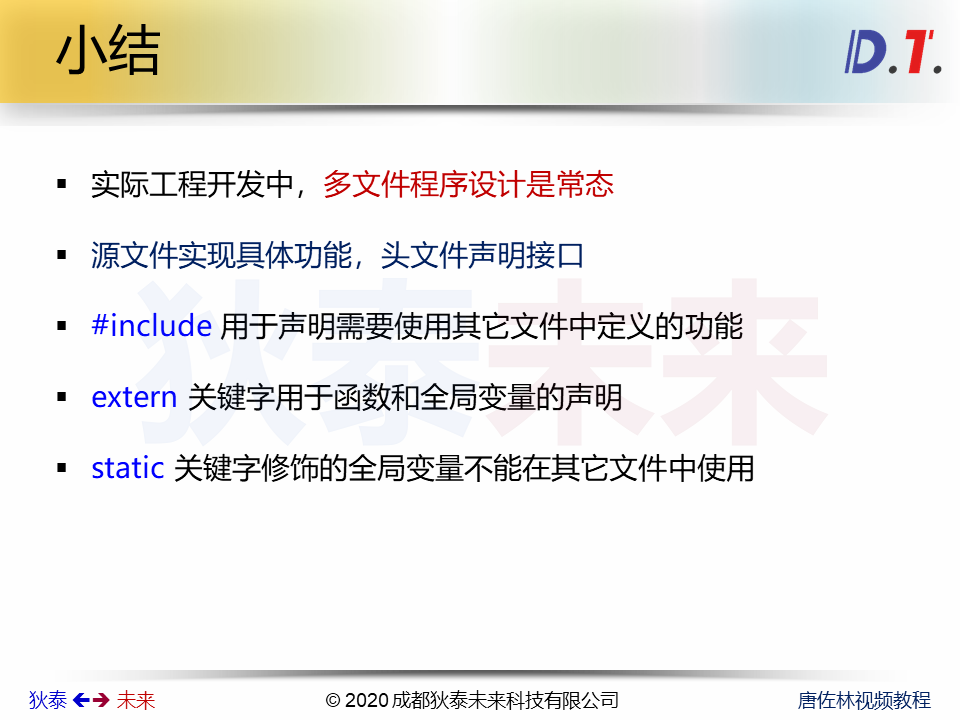 小结
D.T.
▪ 实际工程开发中，多文件程序设计是常态
▪ 源文件实现具体功能，头文件声明接口
▪ #include 用于声明需要使用其它文件中定义的功能
▪ extern 关键字用于函数和全局变量的声明
▪ static 关键字修饰的全局变量不能在其它文件中使用
狄泰未来
狄泰 🡸🡺 未来
© 2020 成都狄泰未来科技有限公司
唐佐林视频教程